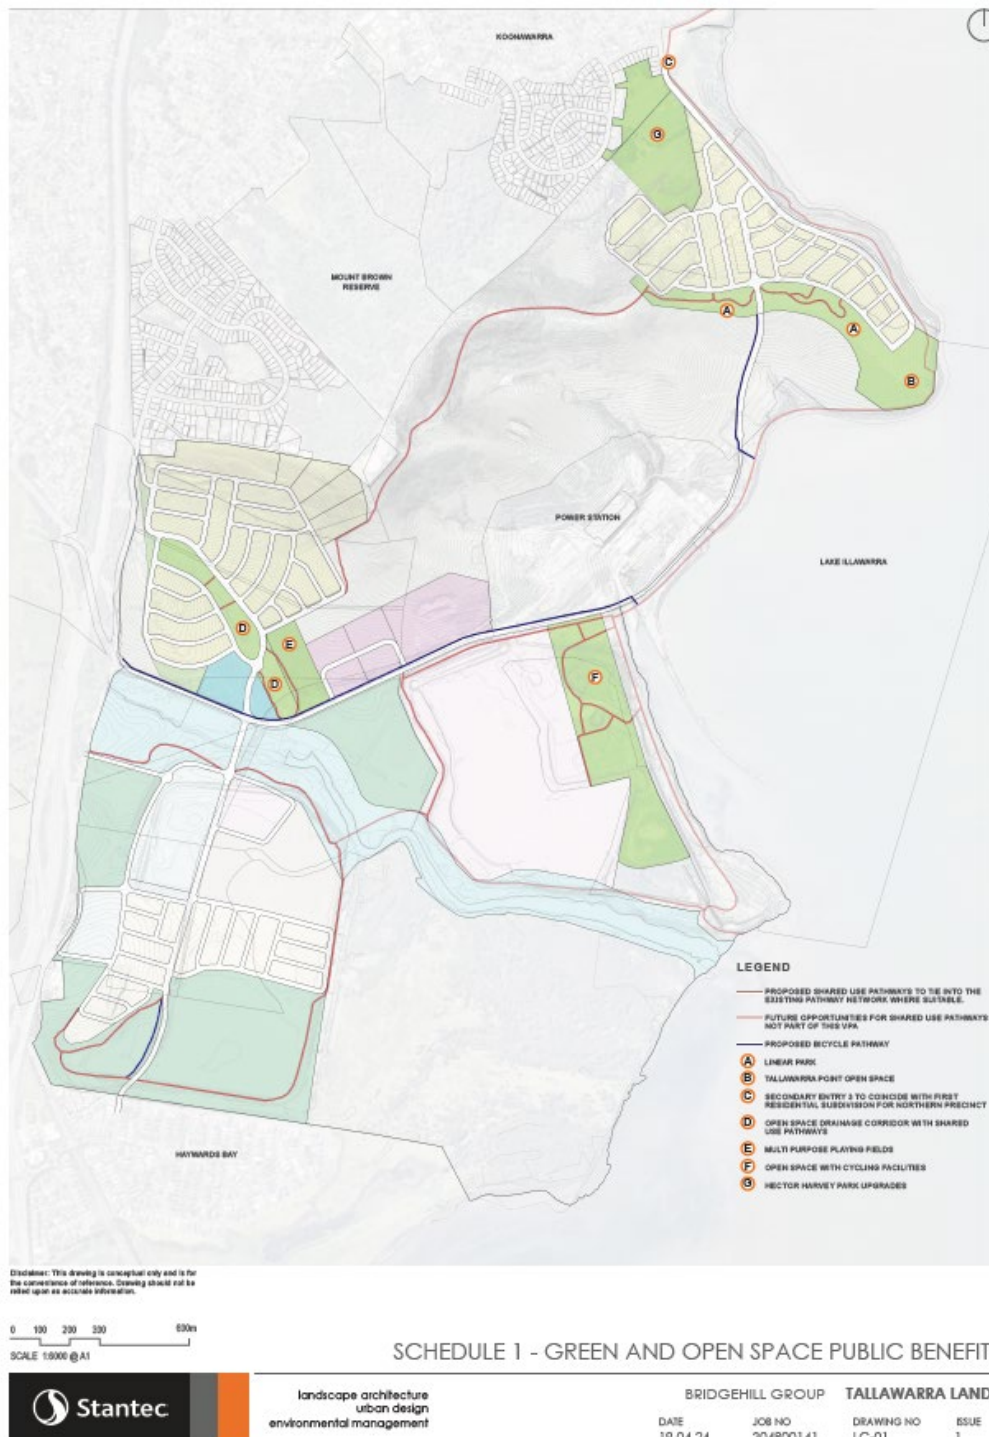 KOONAWARRA
C
G
MOUNT BROWN
RESERVE
A
A
B
POWER STATION
LAKE ILLAWARRA
D
E
D
F
HAYWARDS BAY
LEGEND
PROPOSED SHARED USE PATHWAYS TO TIE INTO THE
EXISTING PATHWAY NETWORK WHERE SUITABLE.
FUTURE OPPORTUNITIES FOR SHARED USE PATHWAYS
NOT PART OF THIS VPA
PROPOSED BICYCLE PATHWAY
A LINEAR PARK
B TALLAWARRA POINT OPEN SPACE
C SECONDARY ENTRY 3 TO COINCIDE WITH FIRST
RESIDENTIAL SUBDIVISION FOR NORTHERN PRECINCT
D OPEN SPACE DRAINAGE CORRIDOR WITH SHARED
USE PATHWAYS
E MULTI PURPOSE PLAYING FIELDS
F OPEN SPACE WITH CYCLING FACILITIES
G HECTOR HARVEY PARK UPGRADES
Disclaimer: This drawing is conceptual only and is for
the convenience of reference. Drawing should not be
relied upon as accurate information.
0 100 200 300 600m
SCALE 1:6000 @ A1
SCHEDULE 1 - GREEN AND OPEN SPACE PUBLIC BENEFIT
Stantec
landscape architecture
urban design
environmental management
BRIDGEHILL GROUP TALLAWARRA LAND
DATE JOB NO DRAWING NO ISSUE